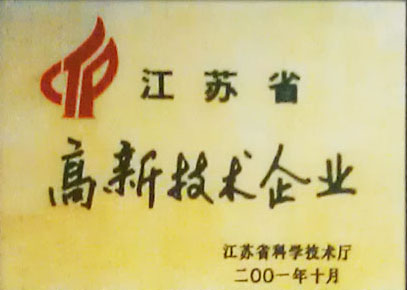 江苏省
高新技术企业
江苏省科学技术厅
二〇〇一年十月